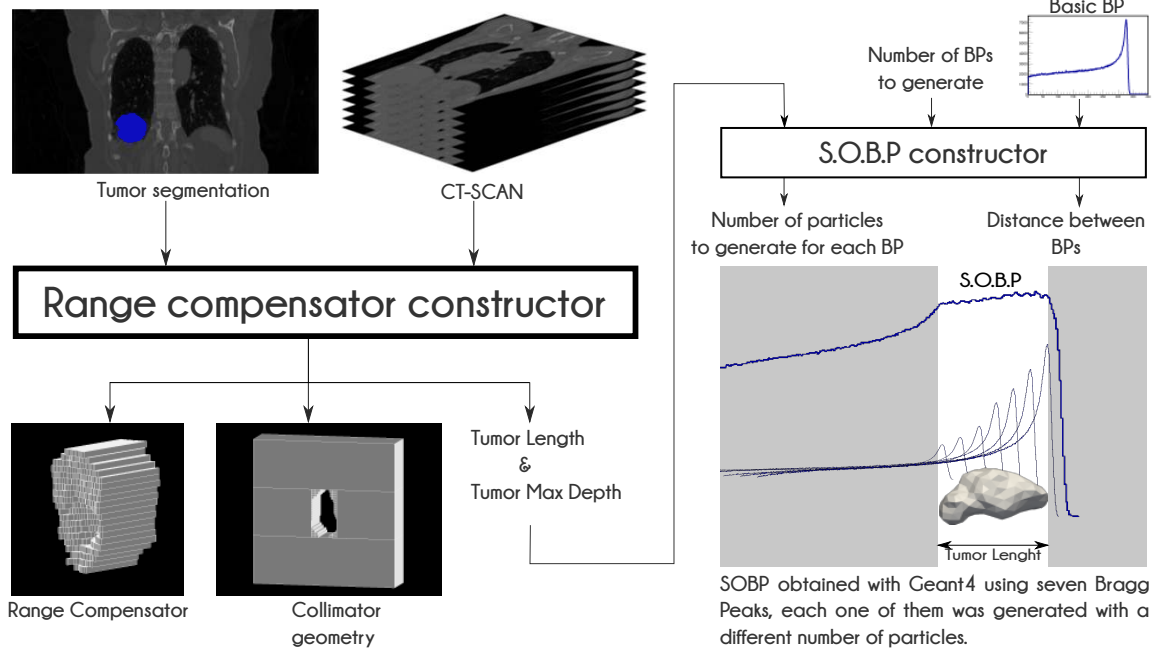 Basic BP
Number of BPs
to generate
S.O.B.P constructor
Tumor segmentation
CT-SCAN
Number of particles
to generate for each BP
Distance between
BPs
Range compensator constructor
S.O.B.P
Tumor Length
&
Tumor Max Depth
Tumor Lenght
Range Compensator
Collimator
geometry
SOBP obtained with Geant4 using seven Bragg
Peaks, each one of them was generated with a
different number of particles.